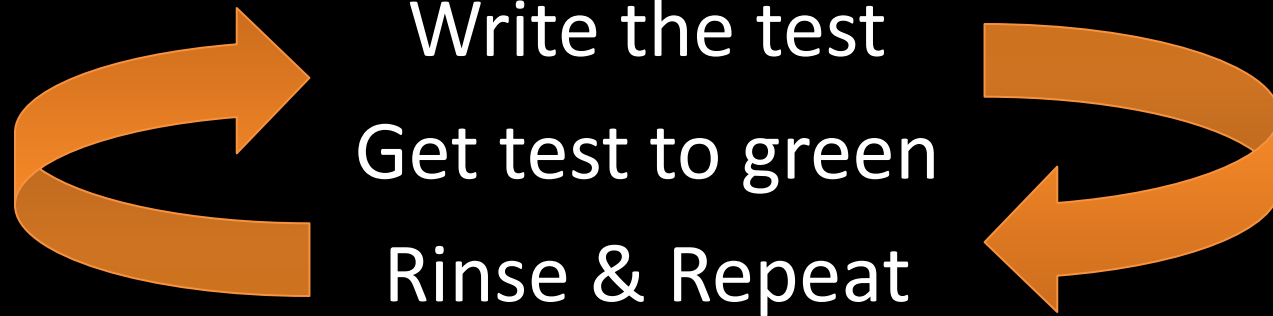 Write the test
Get test to green
Rinse & Repeat